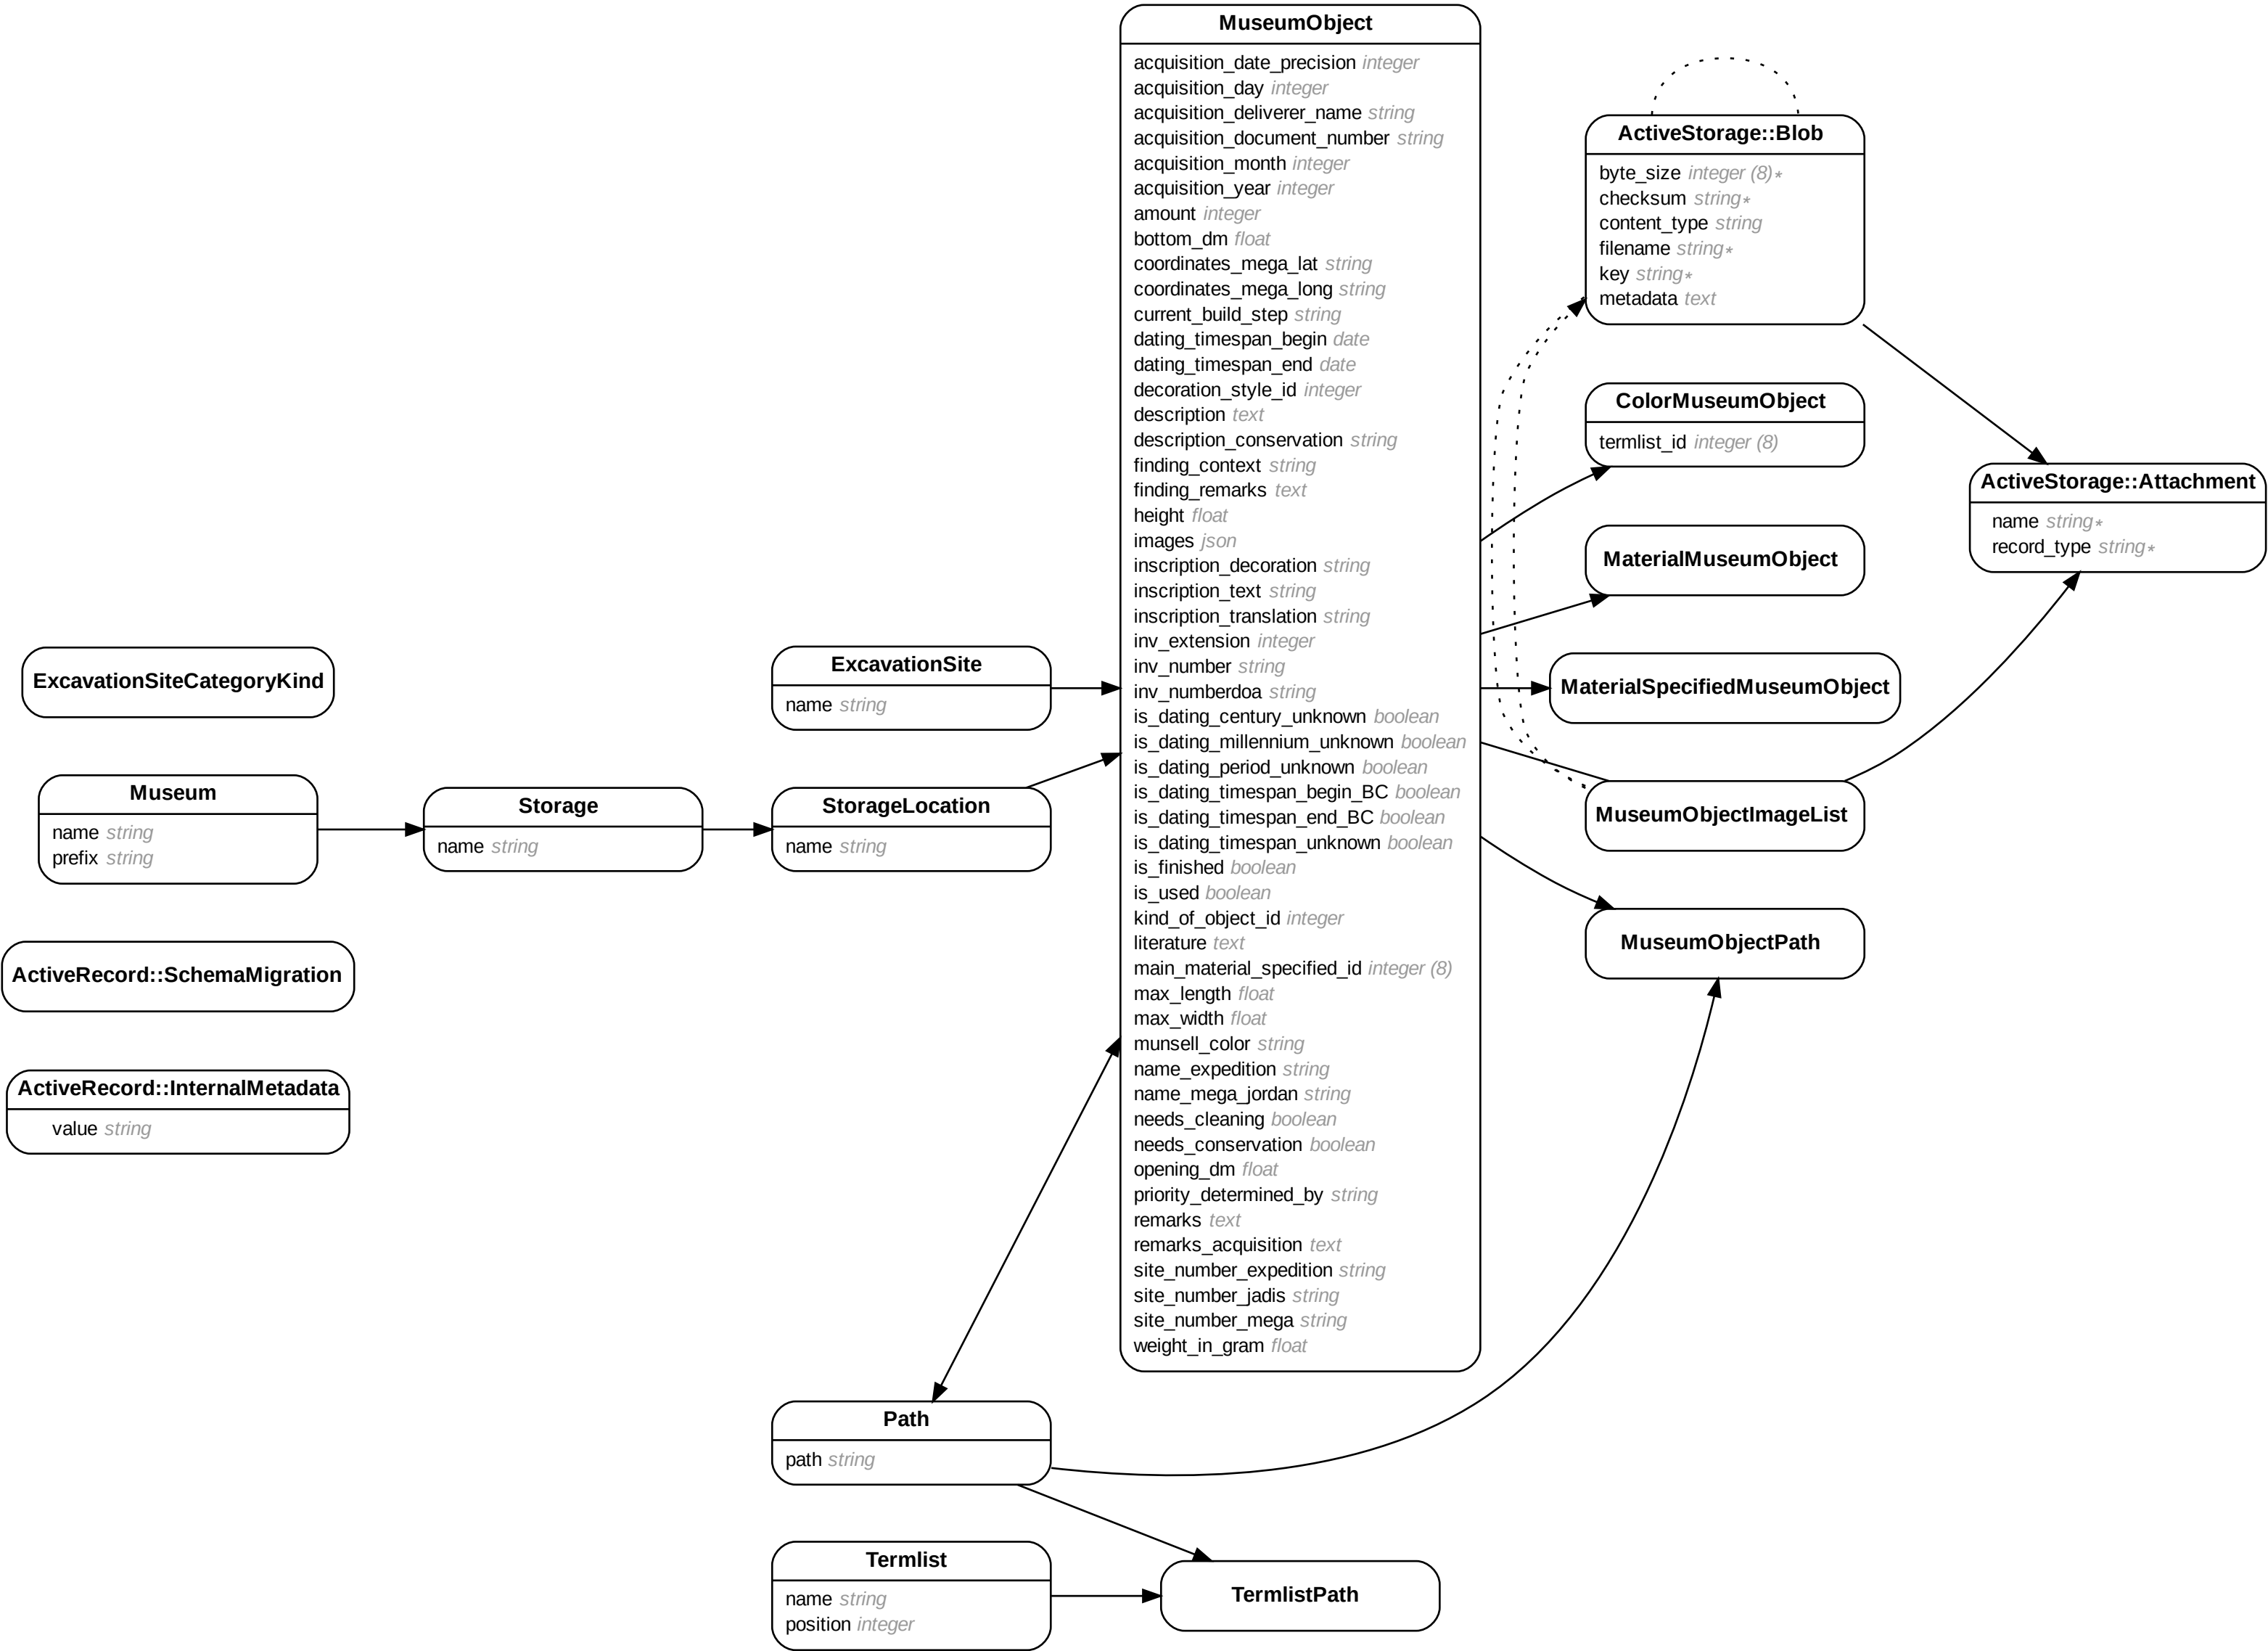 MuseumObject
acquisition_date_precision integer
acquisition_day integer
acquisition_deliverer_name string
acquisition_document_number string
acquisition_month integer
acquisition_year integer
amount integer
bottom_dm float
coordinates_mega_lat string
coordinates_mega_long string
current_build_step string
dating_timespan_begin date
dating_timespan_end date
decoration_style_id integer
description text
description_conservation string
finding_context string
finding_remarks text
height float
images json
inscription_decoration string
inscription_text string
inscription_translation string
inv_extension integer
inv_number string
inv_numberdoa string
is_dating_century_unknown boolean
is_dating_millennium_unknown boolean
is_dating_period_unknown boolean
is_dating_timespan_begin_BC boolean
is_dating_timespan_end_BC boolean
is_dating_timespan_unknown boolean
is_finished boolean
is_used boolean
kind_of_object_id integer
literature text
main_material_specified_id integer (8)
max_length float
max_width float
munsell_color string
name_expedition string
name_mega_jordan string
needs_cleaning boolean
needs_conservation boolean
opening_dm float
priority_determined_by string
remarks text
remarks_acquisition text
site_number_expedition string
site_number_jadis string
site_number_mega string
weight_in_gram float
ActiveStorage::Blob
byte_size integer (8)*
checksum string*
content_type string
filename string*
key string*
metadata text
ColorMuseumObject
termlist_id integer (8)
ActiveStorage::Attachment
name string*
record_type string*
MaterialMuseumObject
MaterialSpecifiedMuseumObject
MuseumObjectImageList
MuseumObjectPath
ExcavationSiteCategoryKind
ExcavationSite
name string
Museum
name string
prefix string
Storage
name string
StorageLocation
name string
ActiveRecord::SchemaMigration
ActiveRecord::InternalMetadata
value string
Path
path string
Termlist
name string
position integer
TermlistPath